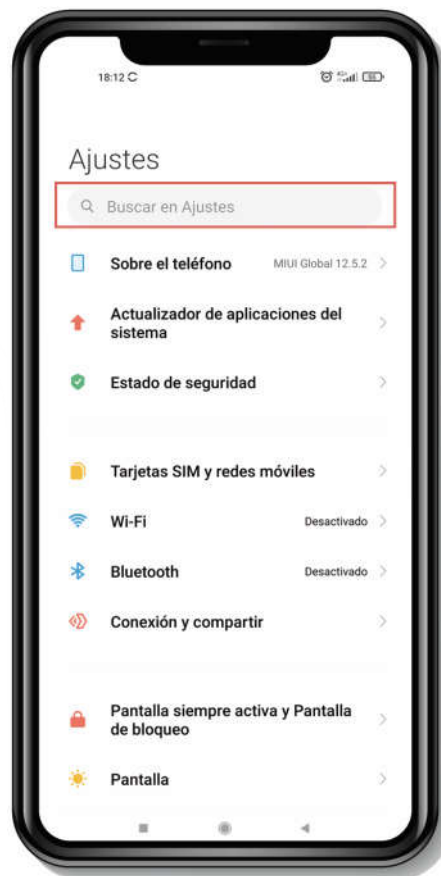 18:12
Ajustes
Buscar en Ajustes
Sobre el teléfono MIUI Global 12.5.2
Actualizador de aplicaciones del
sistema
Estado de seguridad
Tarjetas SIM y redes móviles
Wi-Fi Desactivado
Bluetooth Desactivado
Conexión y compartir
Pantalla siempre activa y Pantalla
de bloqueo
Pantalla